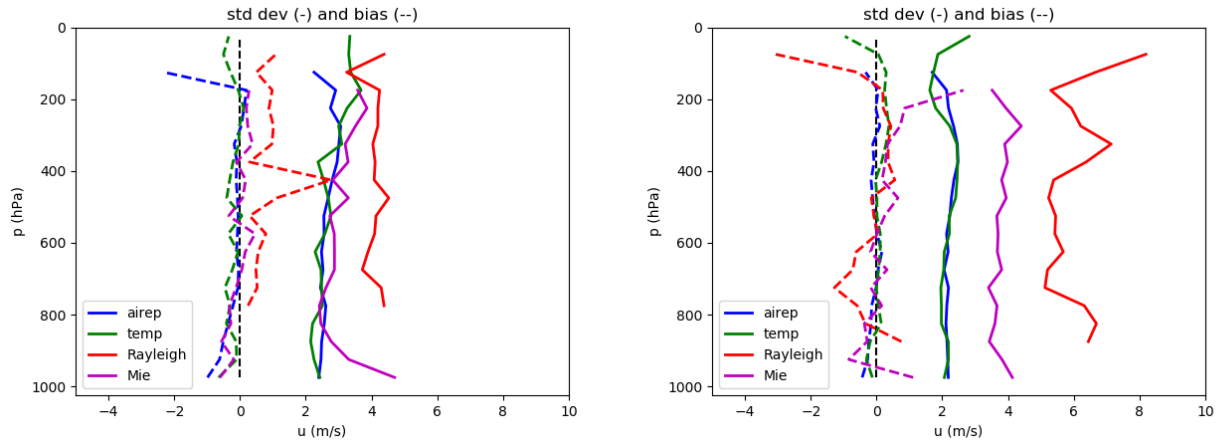 std dev (-) and bias (--)
0
200
400
600
800
1000
p (hPa)
airep
temp
Rayleigh
Mie
−4 −2 0 2 4 6 8 10
u (m/s)
std dev (-) and bias (--)
0
200
400
600
800
1000
p (hPa)
airep
temp
Rayleigh
Mie
−4 −2 0 2 4 6 8 10
u (m/s)